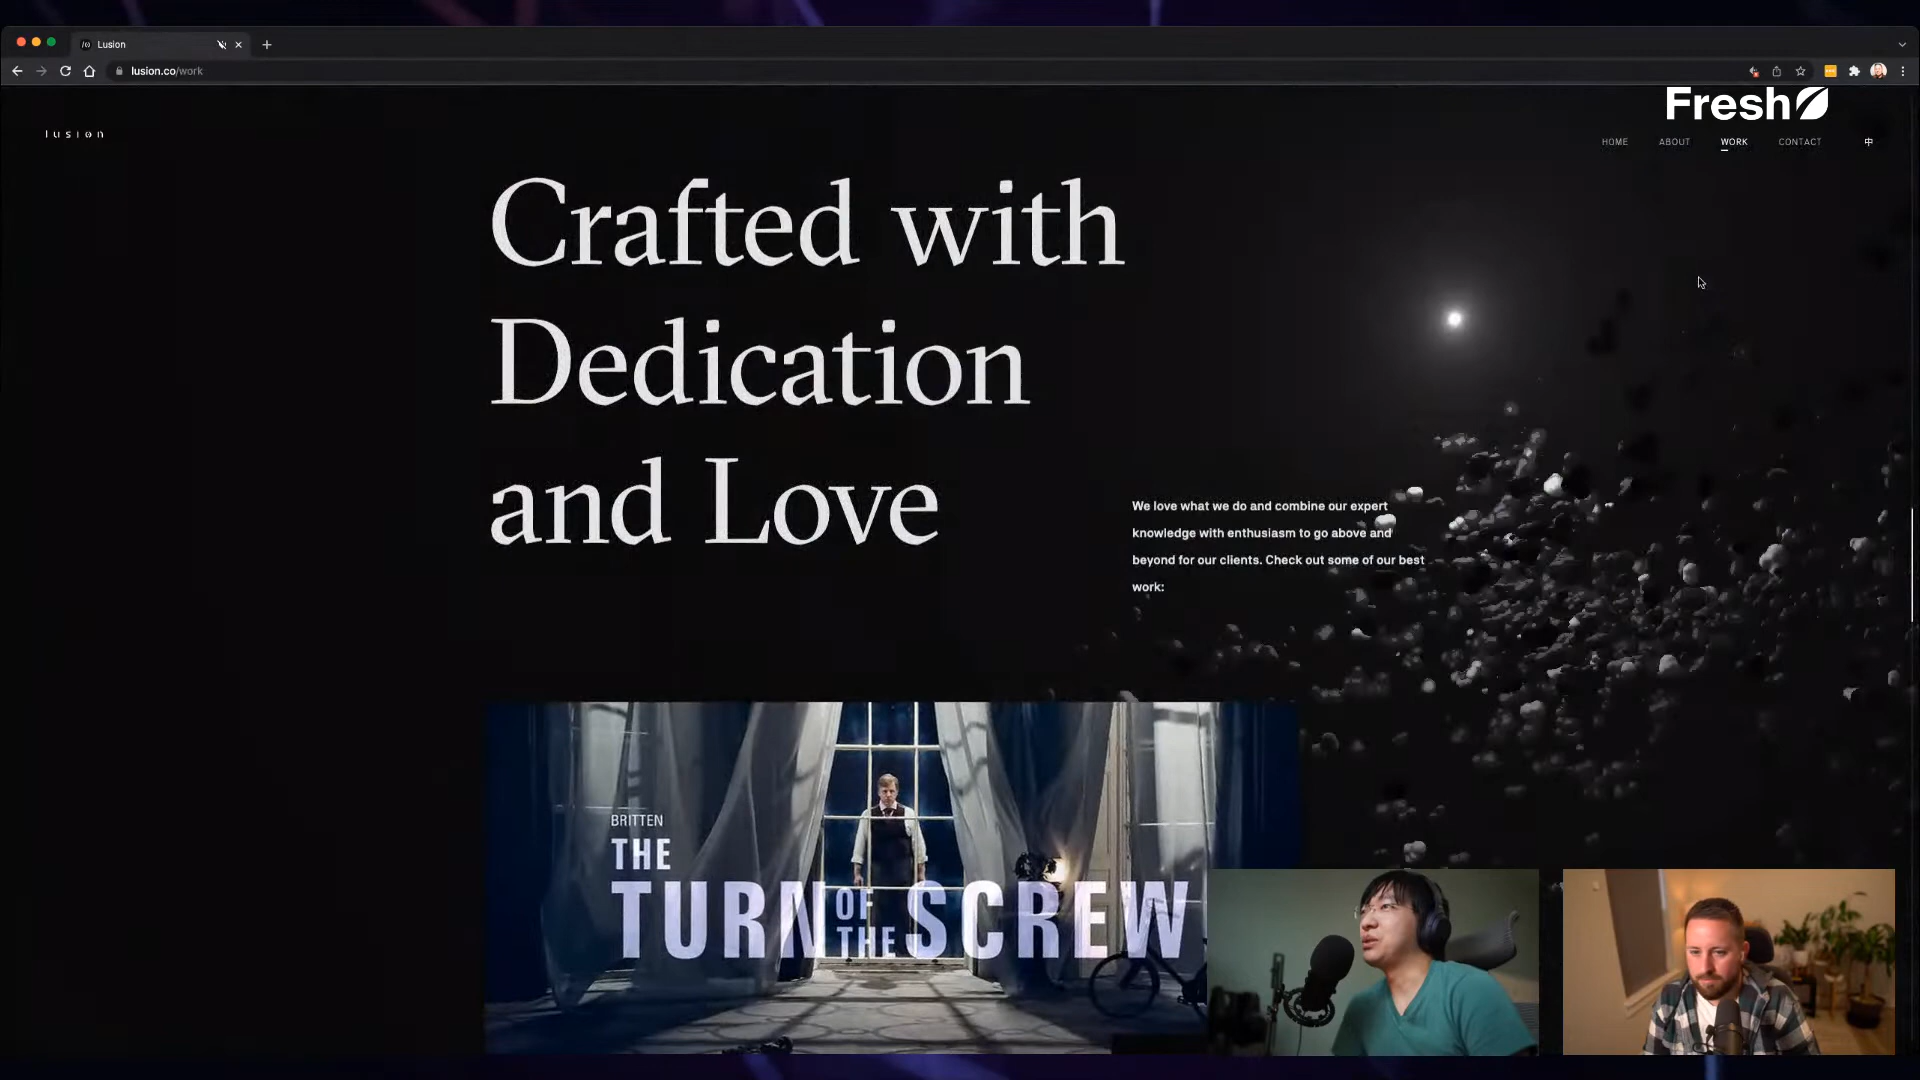 Lusion
lusion.co/work
Fresh
lusion
HOME ABOUT WORK CONTACT 中
Crafted with
Dedication
and Love
We love what we do and combine our expert
knowledge with enthusiasm to go above and
beyond for our clients. Check out some of our best
work:
BRITTEN
THE
TURN OF THE SCREW